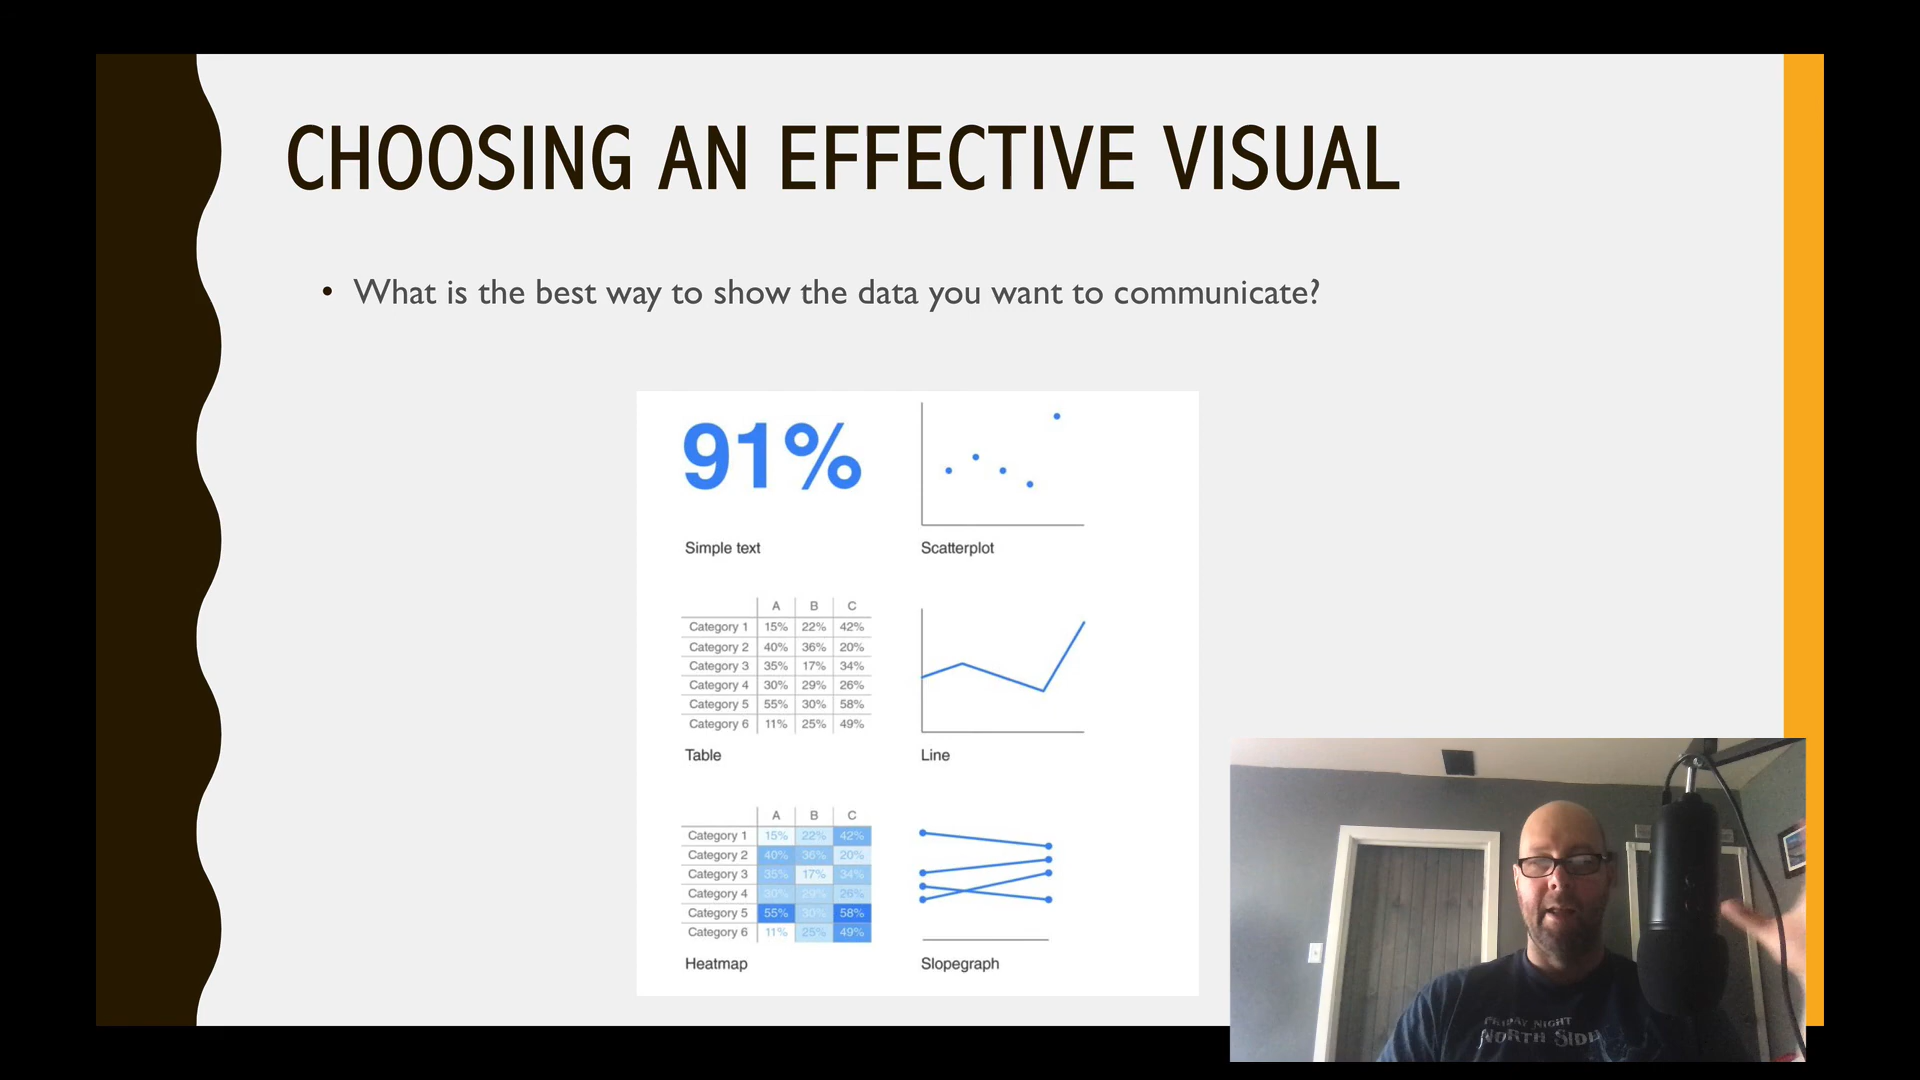 CHOOSING AN EFFECTIVE VISUAL
• What is the best way to show the data you want to communicate?
91%
Simple text
Scatterplot
A B C
Category 1 15% 22% 42%
Category 2 40% 36% 20%
Category 3 35% 17% 34%
Category 4 30% 29% 26%
Category 5 55% 30% 58%
Category 6 11% 25% 49%
Table
Line
A B C
Category 1 15% 22% 42%
Category 2 40% 36% 20%
Category 3 35% 17% 34%
Category 4 30% 29% 26%
Category 5 55% 30% 58%
Category 6 11% 25% 49%
Heatmap
Slopegraph
FRIDAY NIGHT
NORTH SIDE